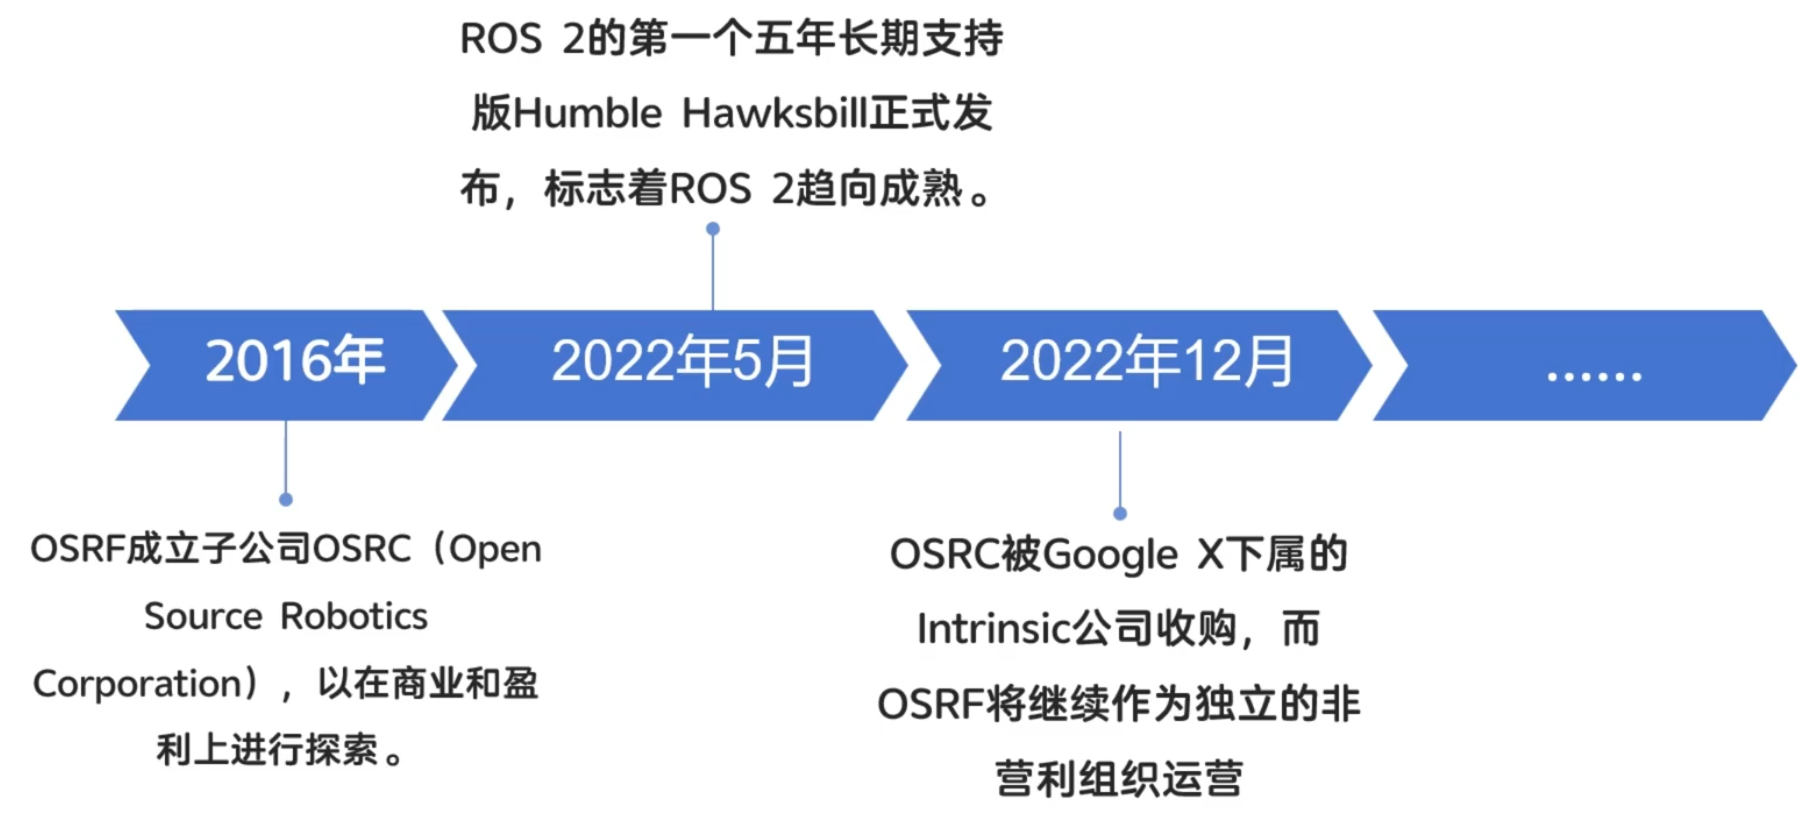 ROS 2的第一个五年长期支持
版Humble Hawksbill正式发
布，标志着ROS 2趋向成熟。
2016年
2022年5月
2022年12月
......
OSRF成立子公司OSRC（Open
Source Robotics
Corporation），以在商业和盈
利上进行探索。
OSRC被Google X下属的
Intrinsic公司收购，而
OSRF将继续作为独立的非
营利组织运营